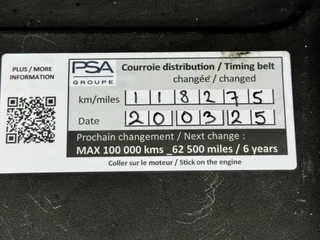 PLUS / MORE
INFORMATION
PSA
GROUPE
Courroie distribution / Timing belt
changée / changed
km/miles 118275
Date 200325
Prochain changement / Next change :
MAX 100 000 kms _62 500 miles / 6 years
Coller sur le moteur / Stick on the engine